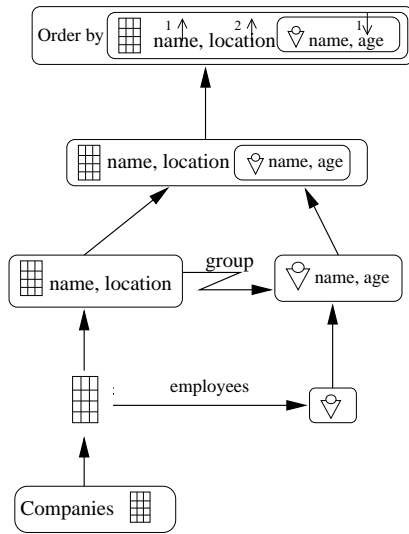 1 2 1
Order by name, location name, age
name, location name, age
group
name, location name, age
employees
Companies